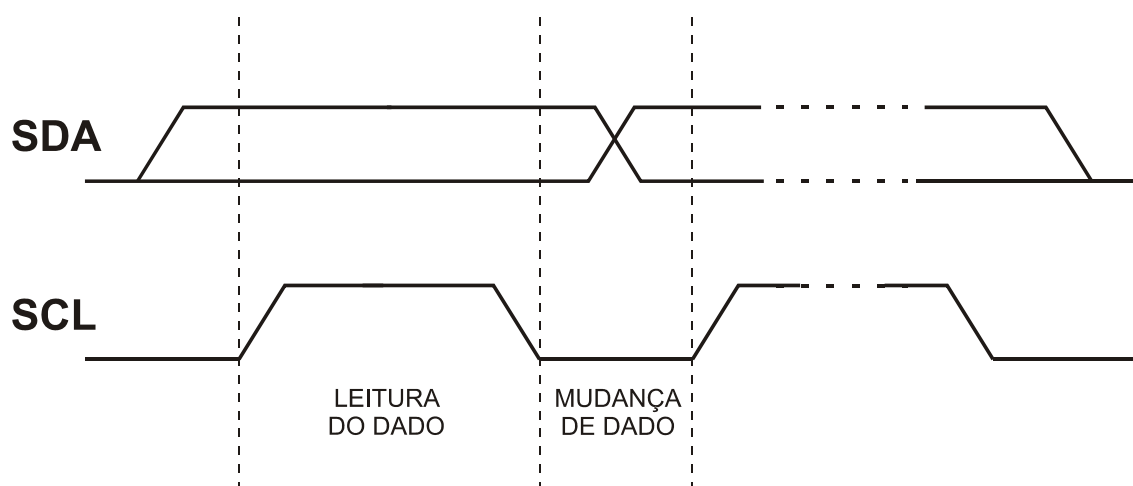 SDA
SCL
LEITURA
DO DADO
MUDANÇA
DE DADO